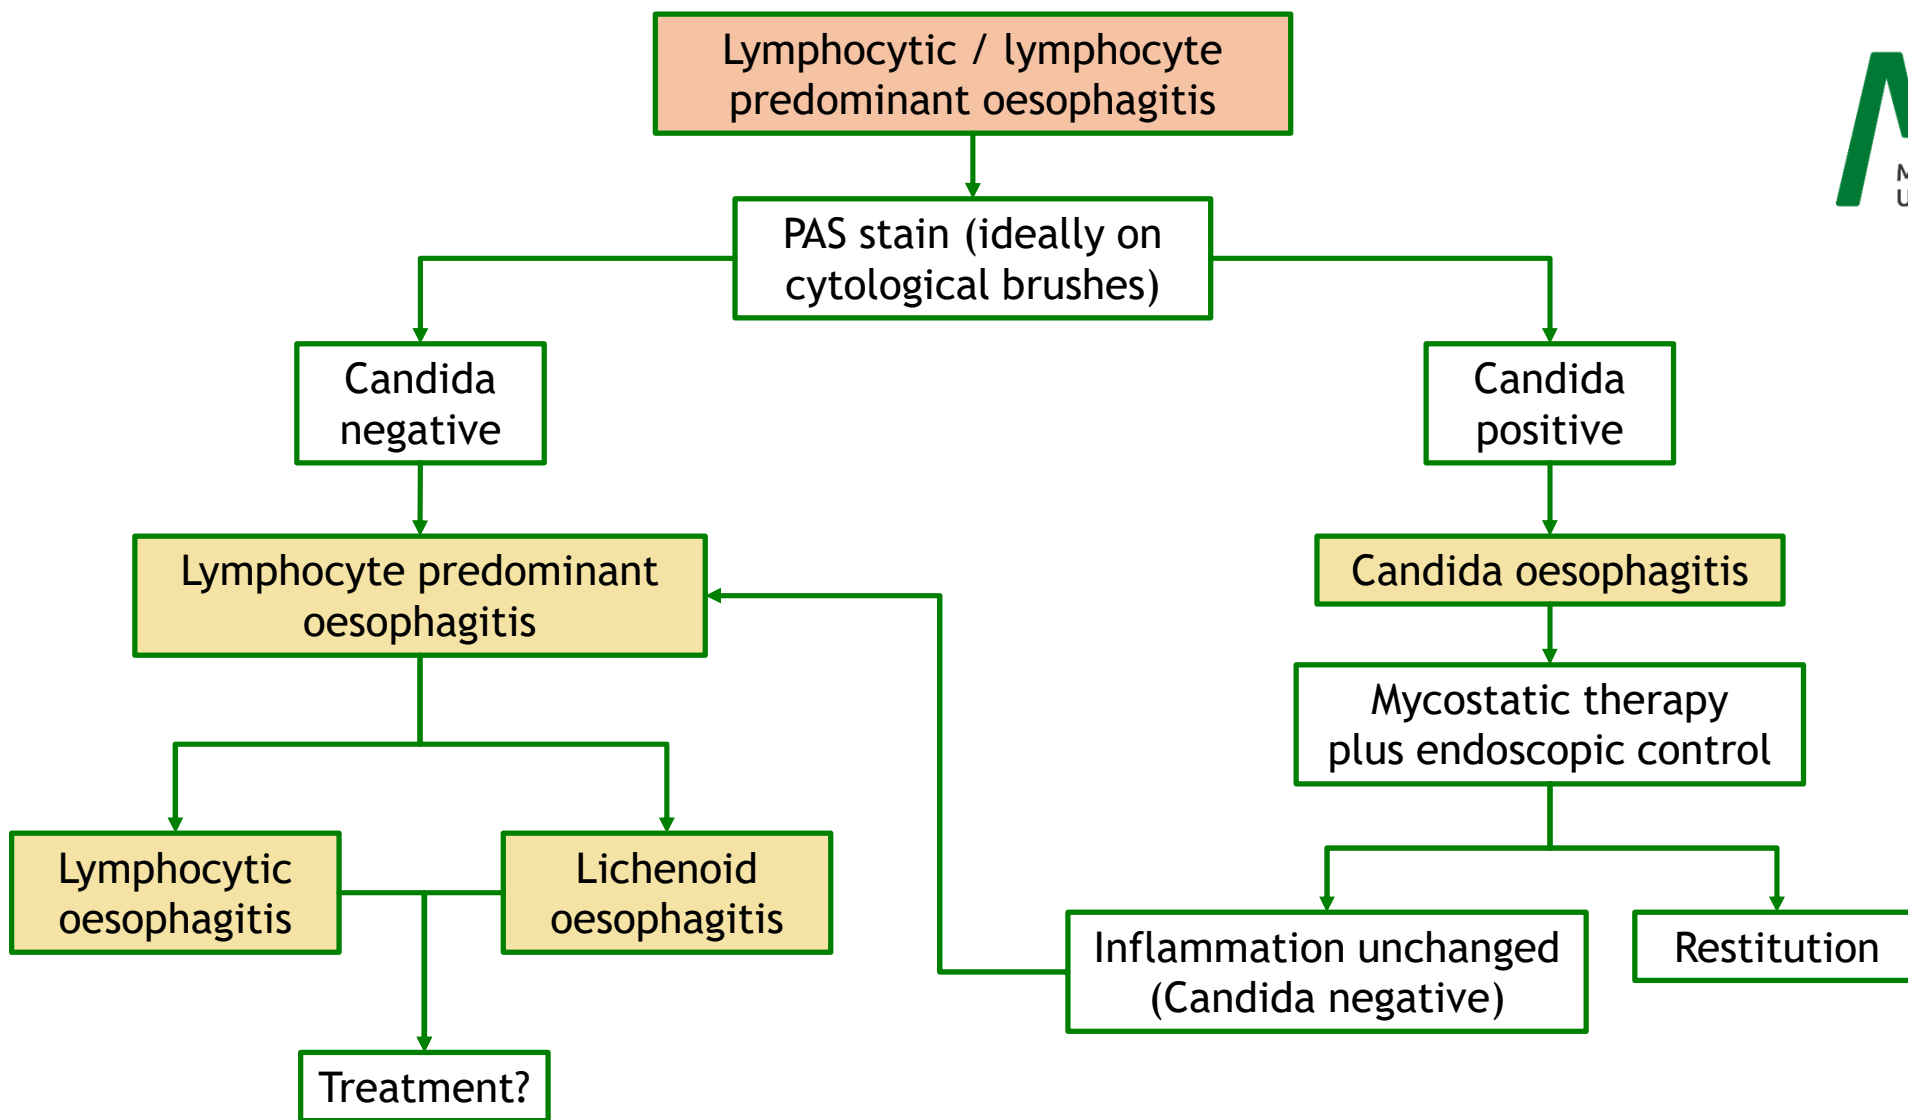 Lymphocytic / lymphocyte
predominant oesophagitis
M
U
PAS stain (ideally on
cytological brushes)
Candida
negative
Candida
positive
Lymphocyte predominant
oesophagitis
Candida oesophagitis
Mycostatic therapy
plus endoscopic control
Lymphocytic
oesophagitis
Lichenoid
oesophagitis
Inflammation unchanged
(Candida negative)
Restitution
Treatment?